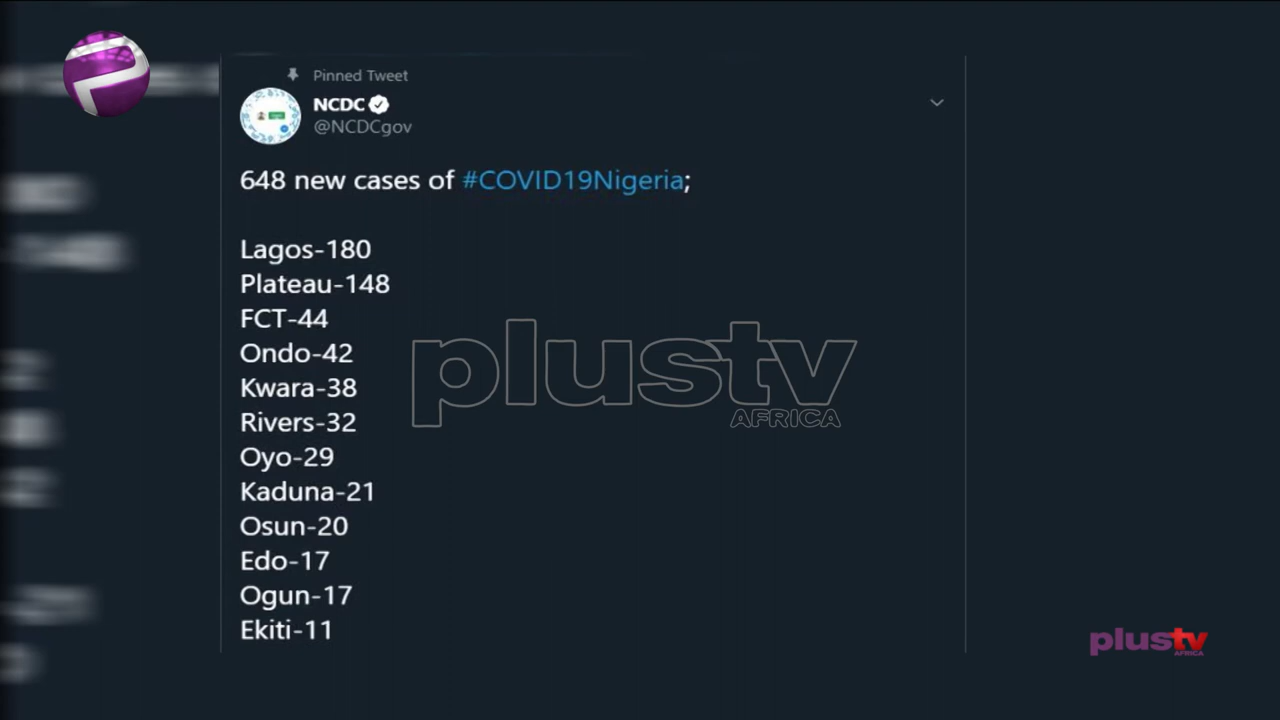 Pinned Tweet
NCDC
@NCDCgov
648 new cases of #COVID19Nigeria;
Lagos-180
Plateau-148
FCT-44
Ondo-42
Kwara-38
Rivers-32
Oyo-29
Kaduna-21
Osun-20
Edo-17
Ogun-17
Ekiti-11
plustv
AFRICA
plustv
AFRICA